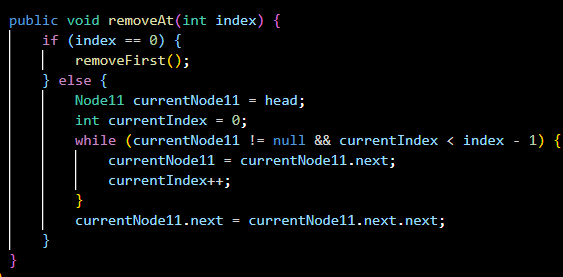 public void removeAt(int index) {
    if (index == 0) {
        removeFirst();
    } else {
        Node11 currentNode11 = head;
        int currentIndex = 0;
        while (currentNode11 != null && currentIndex < index - 1) {
            currentNode11 = currentNode11.next;
            currentIndex++;
        }
        currentNode11.next = currentNode11.next.next;
    }
}